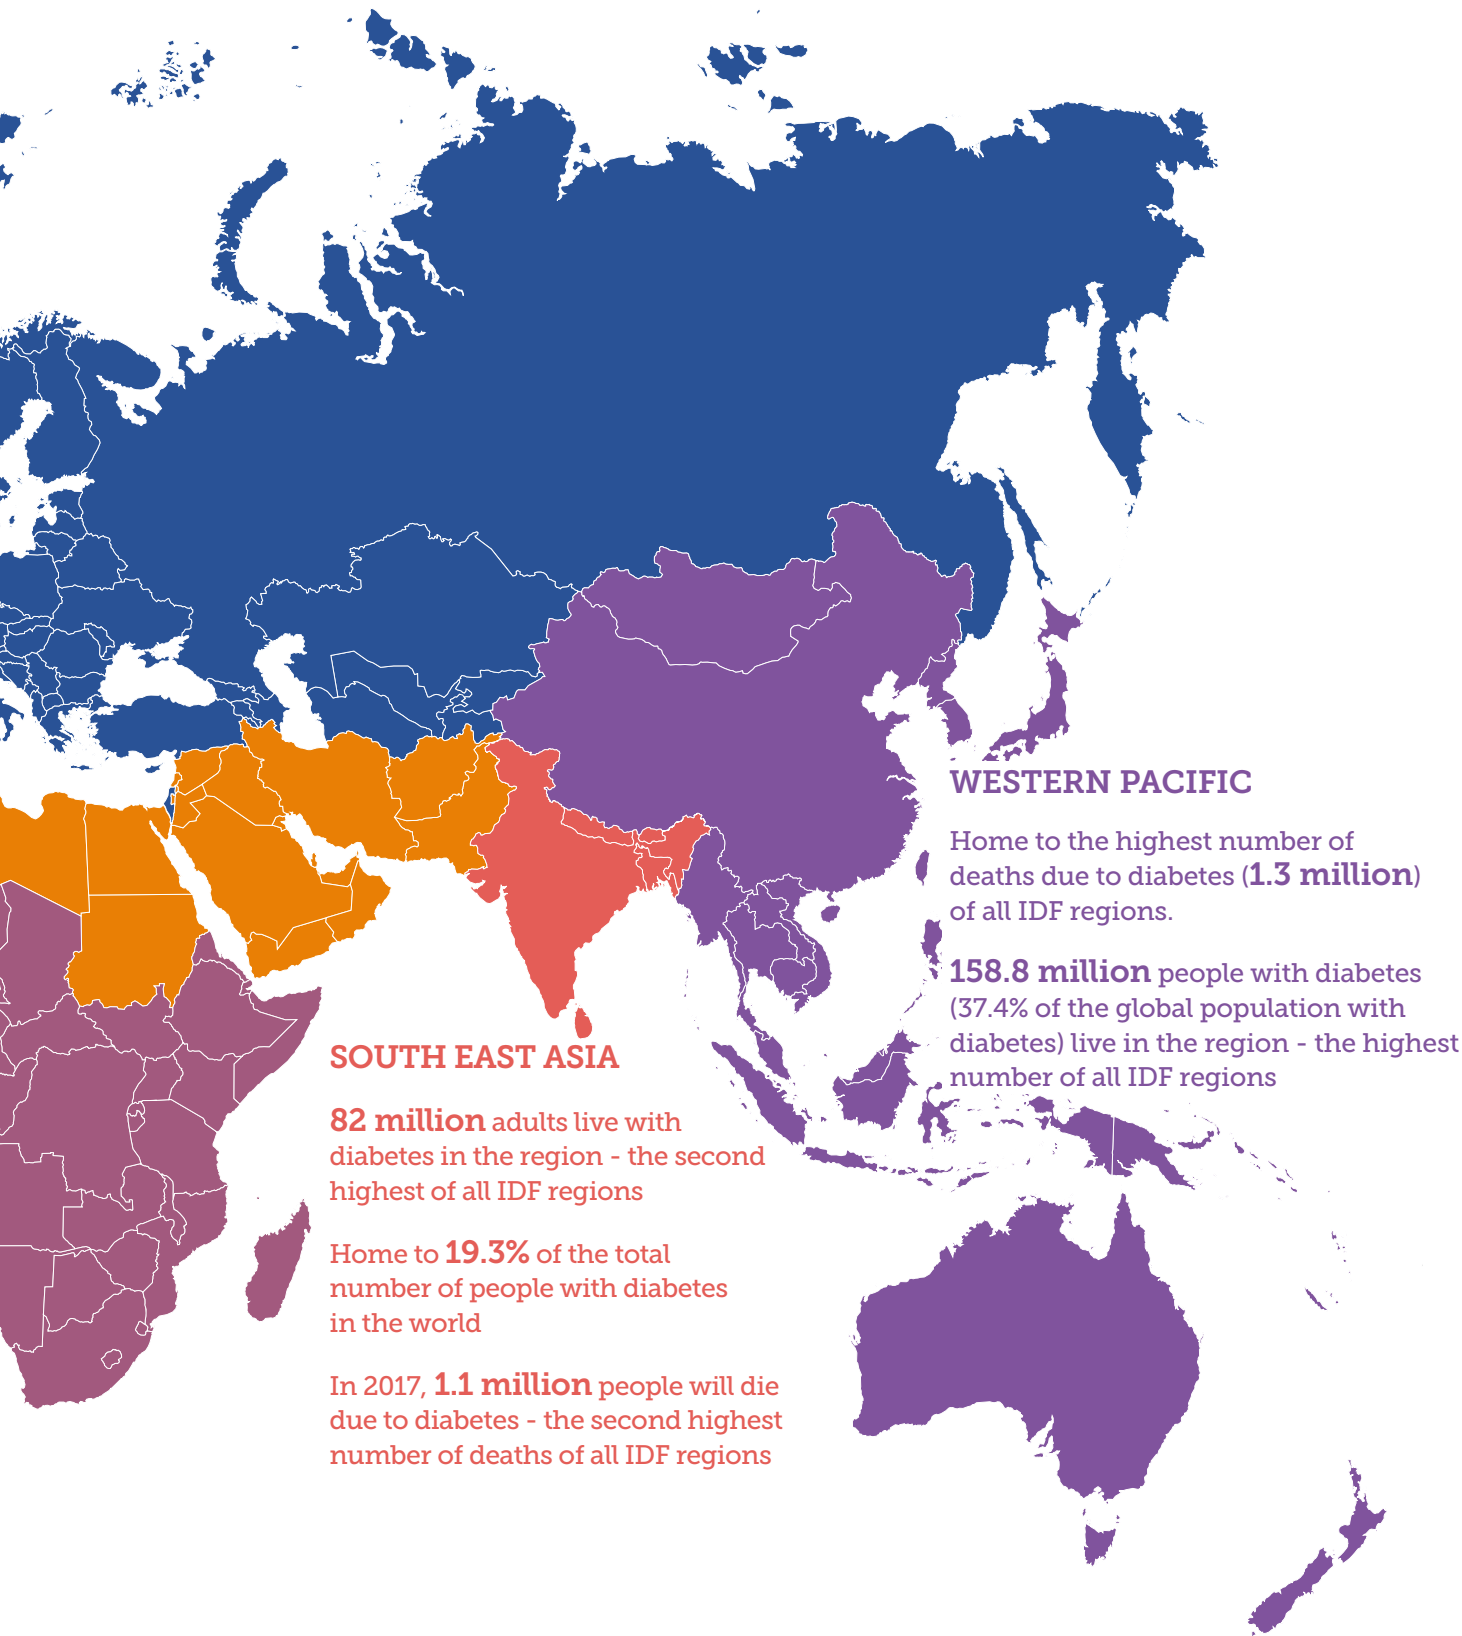 WESTERN PACIFIC
Home to the highest number of
deaths due to diabetes (1.3 million)
of all IDF regions.
158.8 million people with diabetes
(37.4% of the global population with
diabetes) live in the region - the highest
number of all IDF regions
SOUTH EAST ASIA
82 million adults live with
diabetes in the region - the second
highest of all IDF regions
Home to 19.3% of the total
number of people with diabetes
in the world
In 2017, 1.1 million people will die
due to diabetes - the second highest
number of deaths of all IDF regions